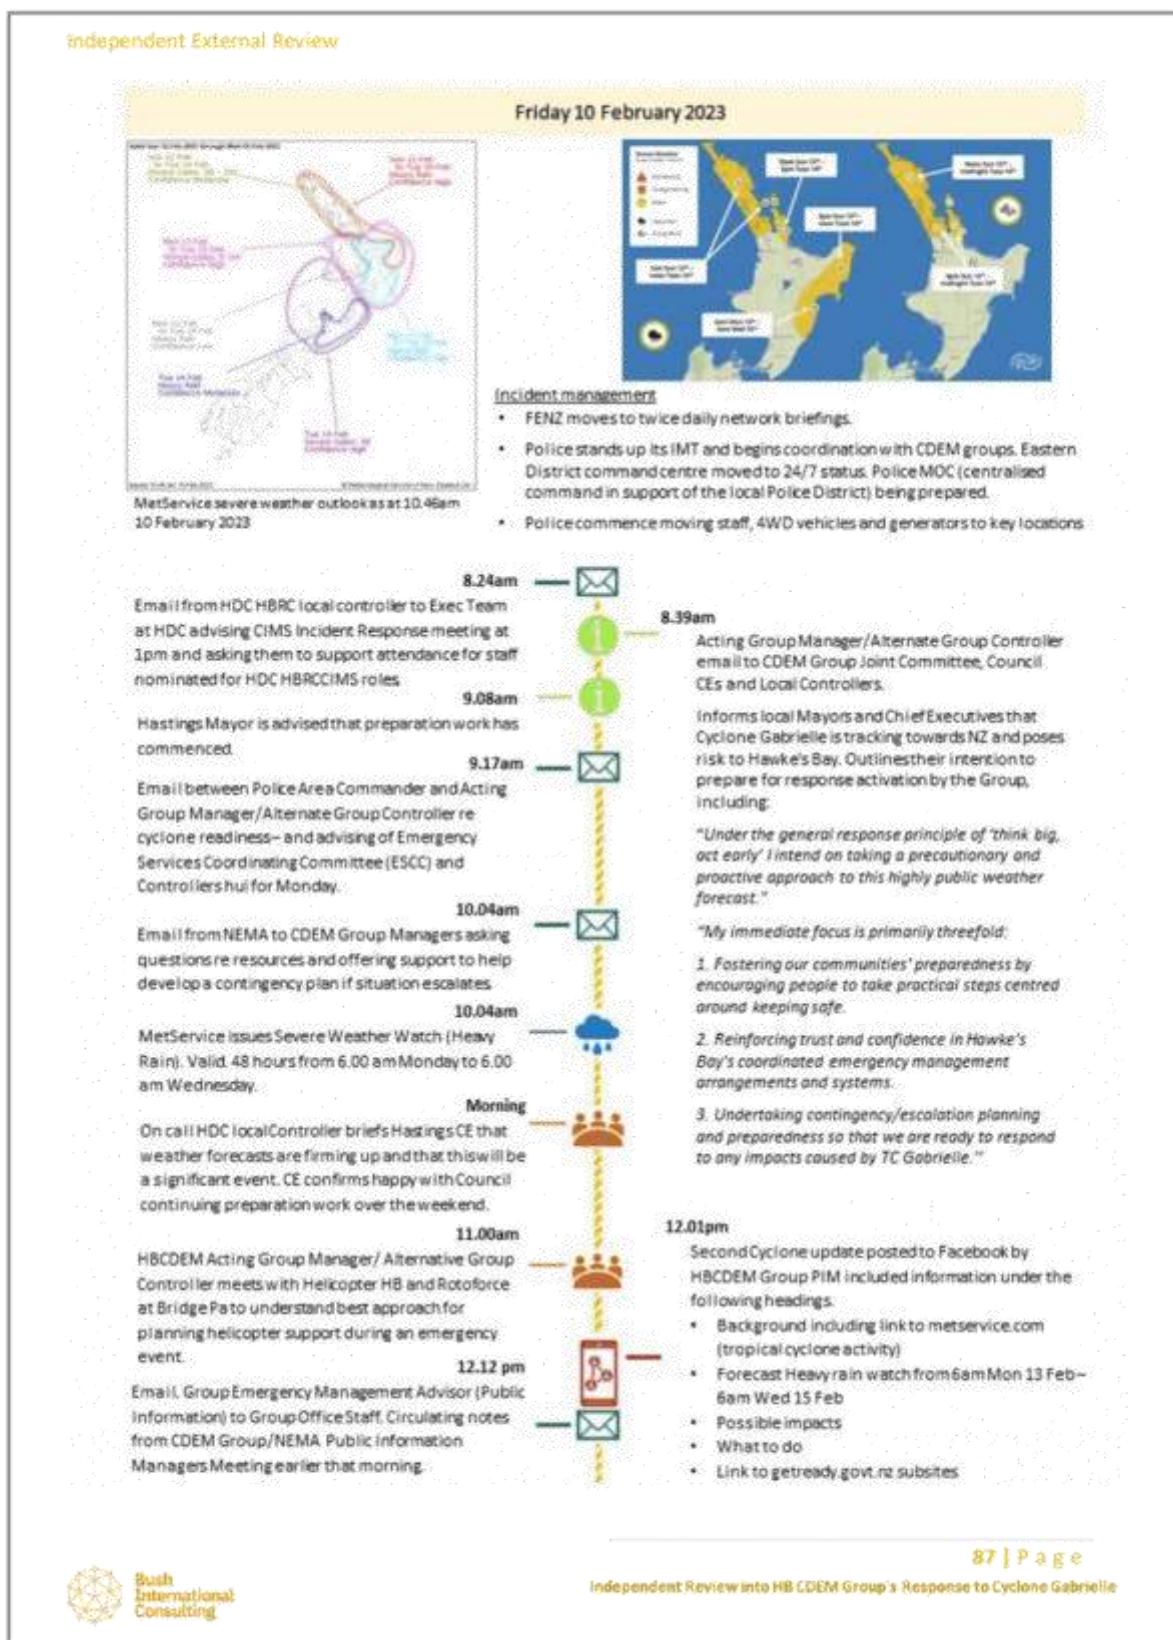 Independent External Review
Friday 10 February 2023
MetService severe weather outlook as at 10.46am
10 February 2023
Incident management
• FENZ moves to twice daily network briefings.
• Police stands up its IMT and begins coordination with CDEM groups. Eastern
District command centre moved to 24/7 status. Police MOC (centralised
command in support of the local Police District) being prepared.
• Police commence moving staff, 4WD vehicles and generators to key locations
8.24am
Email from HDC HBRC local controller to Exec Team
at HDC advising CIMS Incident Response meeting at
1pm and asking them to support attendance for staff
nominated for HDC HBRCCIMS roles
9.08am
Hastings Mayor is advised that preparation work has
commenced.
9.17am
Email between Police Area Commander and Acting
Group Manager/Alternate Group Controller re
cyclone readiness– and advising of Emergency
Services Coordinating Committee (ESCC) and
Controllers hui for Monday.
10.04am
Email from NEMA to CDEM Group Managers asking
questions re resources and offering support to help
develop a contingency plan if situation escalates
10.04am
MetService Issues Severe Weather Watch (Heavy
Rain). Valid 48 hours from 6.00 am Monday to 6.00
am Wednesday.
Morning
On call HDC local Controller briefs Hastings CE that
weather forecasts are firming up and that this will be
a significant event. CE confirms happy with Council
continuing preparation work over the weekend.
11.00am
HBCDEM Acting Group Manager/ Alternative Group
Controller meets with Helicopter HB and Rotoforce
at Bridge Pa to understand best approach for
planning helicopter support during an emergency
event.
12.12 pm
Email. Group Emergency Management Advisor (Public
Information) to Group Office Staff. Circulating notes
from CDEM Group/NEMA Public Information
Managers Meeting earlier that morning.
8.39am
Acting Group Manager/Alternate Group Controller
email to CDEM Group Joint Committee, Council
CEs and Local Controllers.
Informs local Mayors and Chief Executives that
Cyclone Gabrielle is tracking towards NZ and poses
risk to Hawke's Bay. Outlines their intention to
prepare for response activation by the Group,
including:
"Under the general response principle of 'think big,
act early' I intend on taking a precautionary and
proactive approach to this highly public weather
forecast."
"My immediate focus is primarily threefold:
1. Fostering our communities' preparedness by
encouraging people to take practical steps centred
around keeping safe.
2. Reinforcing trust and confidence in Hawke's
Bay's coordinated emergency management
arrangements and systems.
3. Undertaking contingency/escalation planning
and preparedness so that we are ready to respond
to any impacts caused by TC Gabrielle."
12.01pm
Second Cyclone update posted to Facebook by
HBCDEM Group PIM included information under the
following headings.
• Background including link to metservice.com
(tropical cyclone activity)
• Forecast Heavy rain watch from 6am Mon 13 Feb–
6am Wed 15 Feb
• Possible impacts
• What to do
• Link to getready.govt.nz subsites
87 | Page
Independent Review into HB CDEM Group's Response to Cyclone Gabrielle
Bush
International
Consulting